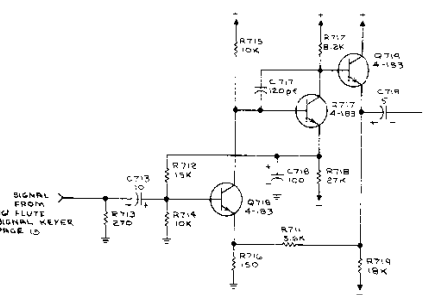 +
+
+
R715
10K
R717
8.2K
Q719
4-183
C717
120pf
Q717
4-183
C719
5
+
-
R712
15K
+
-
C718
100
R718
27K
-
C713
10
+
SIGNAL
FROM
FLUTE
SIGNAL KEYER
PAGE 13
R713
270
R714
10K
Q718
4-183
R711
5.6K
R716
150
R719
18K
-